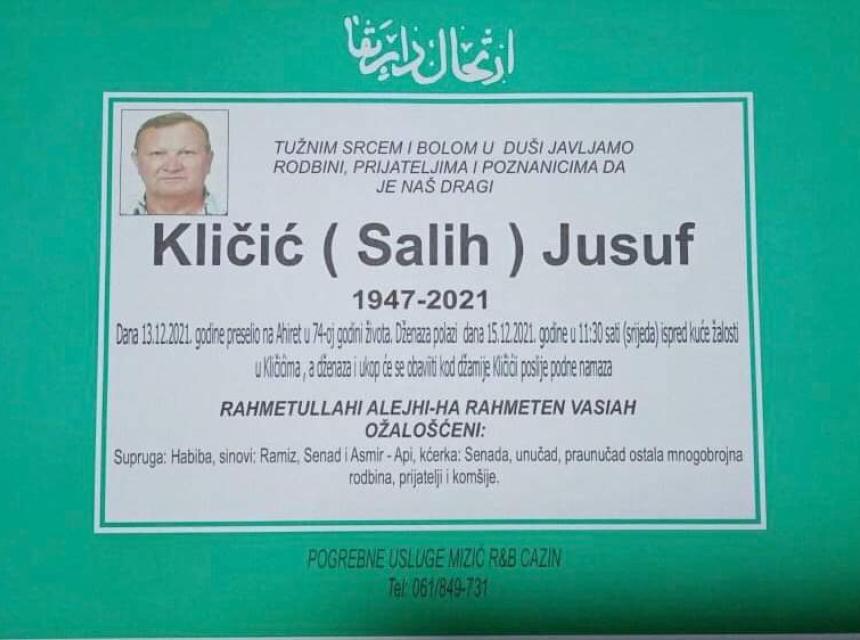 ارتحال دار بقا
TUŽNIM SRCEM I BOLOM U DUŠI JAVLJAMO
RODBINI, PRIJATELJIMA I POZNANICIMA DA
JE NAŠ DRAGI
Kličić ( Salih ) Jusuf
1947-2021
Dana 13.12.2021. godine preselio na Ahiret u 74-oj godini života. Dženaza polazi dana 15.12.2021. godine u 11:30 sati (srijeda) ispred kuće žalosti
u Kličićima , a dženaza i ukop će se obaviiti kod džamije Kličići poslije podne namaza
RAHMETULLAHI ALEJHI-HA RAHMETEN VASIAH
OŽALOŠĆENI:
Supruga: Habiba, sinovi: Ramiz, Senad i Asmir - Api, kćerka: Senada, unučad, praunučad ostala mnogobrojna
rodbina, prijatelji i komšije.
POGREBNE USLUGE MIZIĆ R&B CAZIN
Tel: 061/849-731